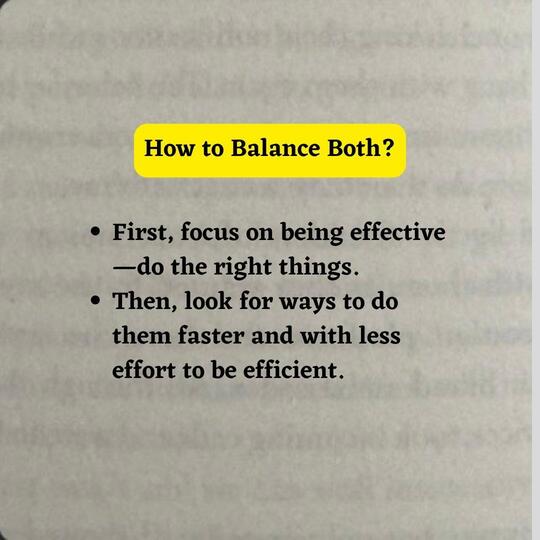 How to Balance Both?
• First, focus on being effective
—do the right things.
• Then, look for ways to do
them faster and with less
effort to be efficient.